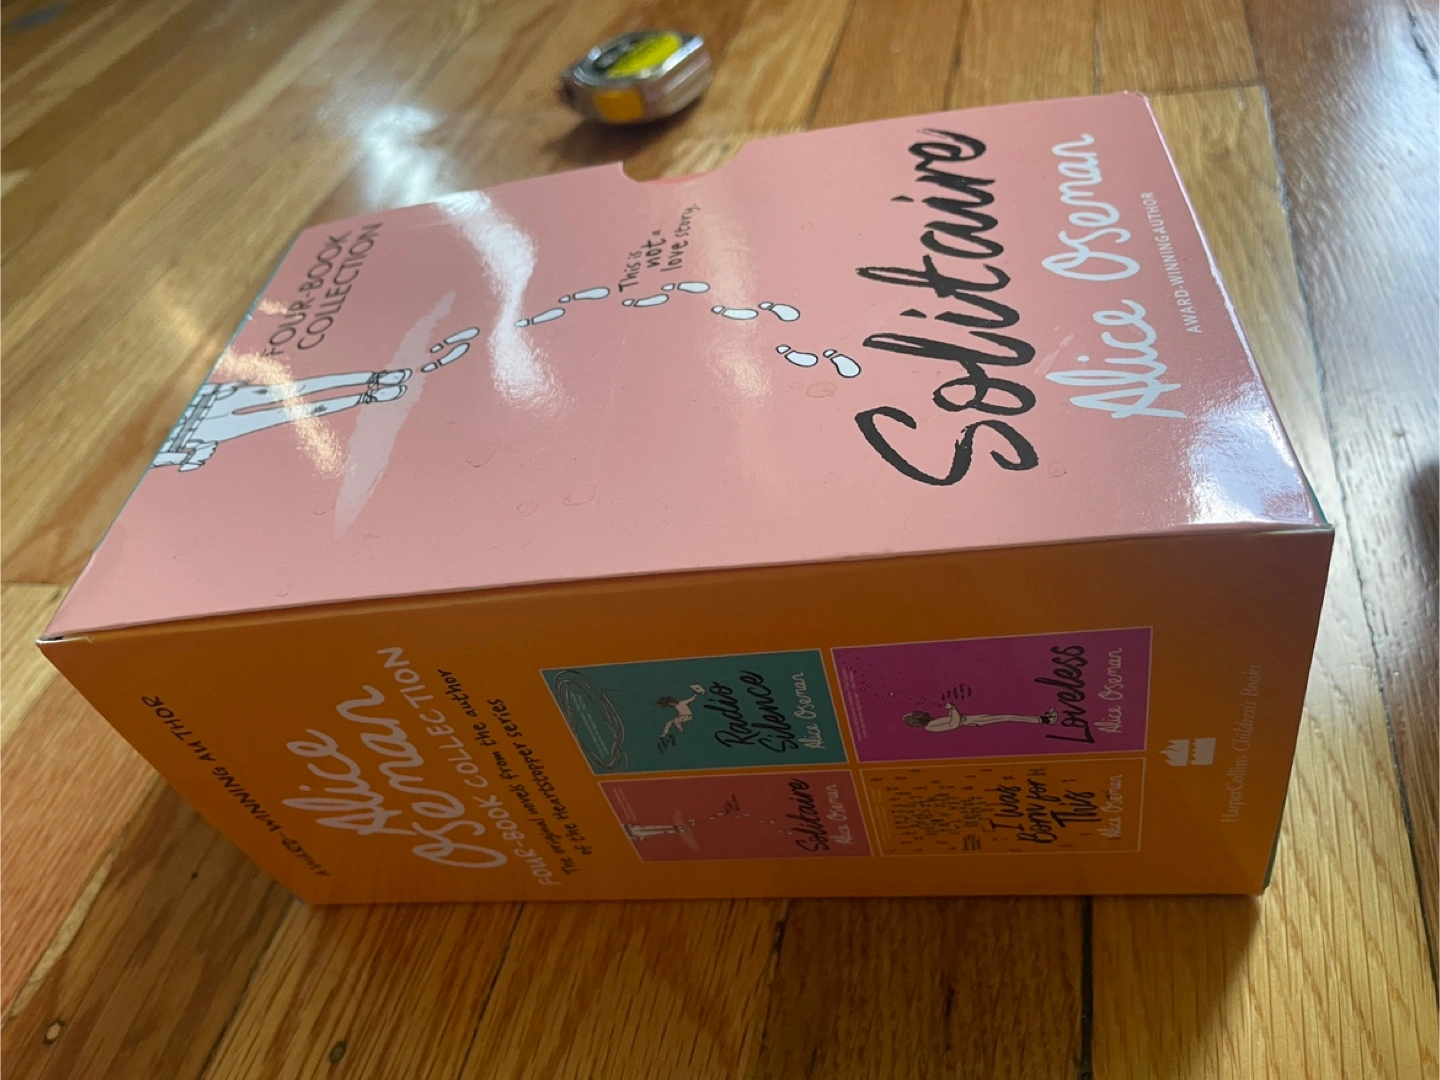 FOUR-BOOK
COLLECTION
This is
not a
love story.
Solitaire
Alice Oseman
AWARD-WINNING AUTHOR
AWARD-WINNING AUTHOR
Alice
Oseman
FOUR-BOOK COLLECTION
The original novels from the author
of the Heartstopper series
Solitaire
Alice Oseman
Radio
Silence
Alice Oseman
I was
Born for
This
Alice Oseman
Loveless
Alice Oseman
HarperCollins Children's Books